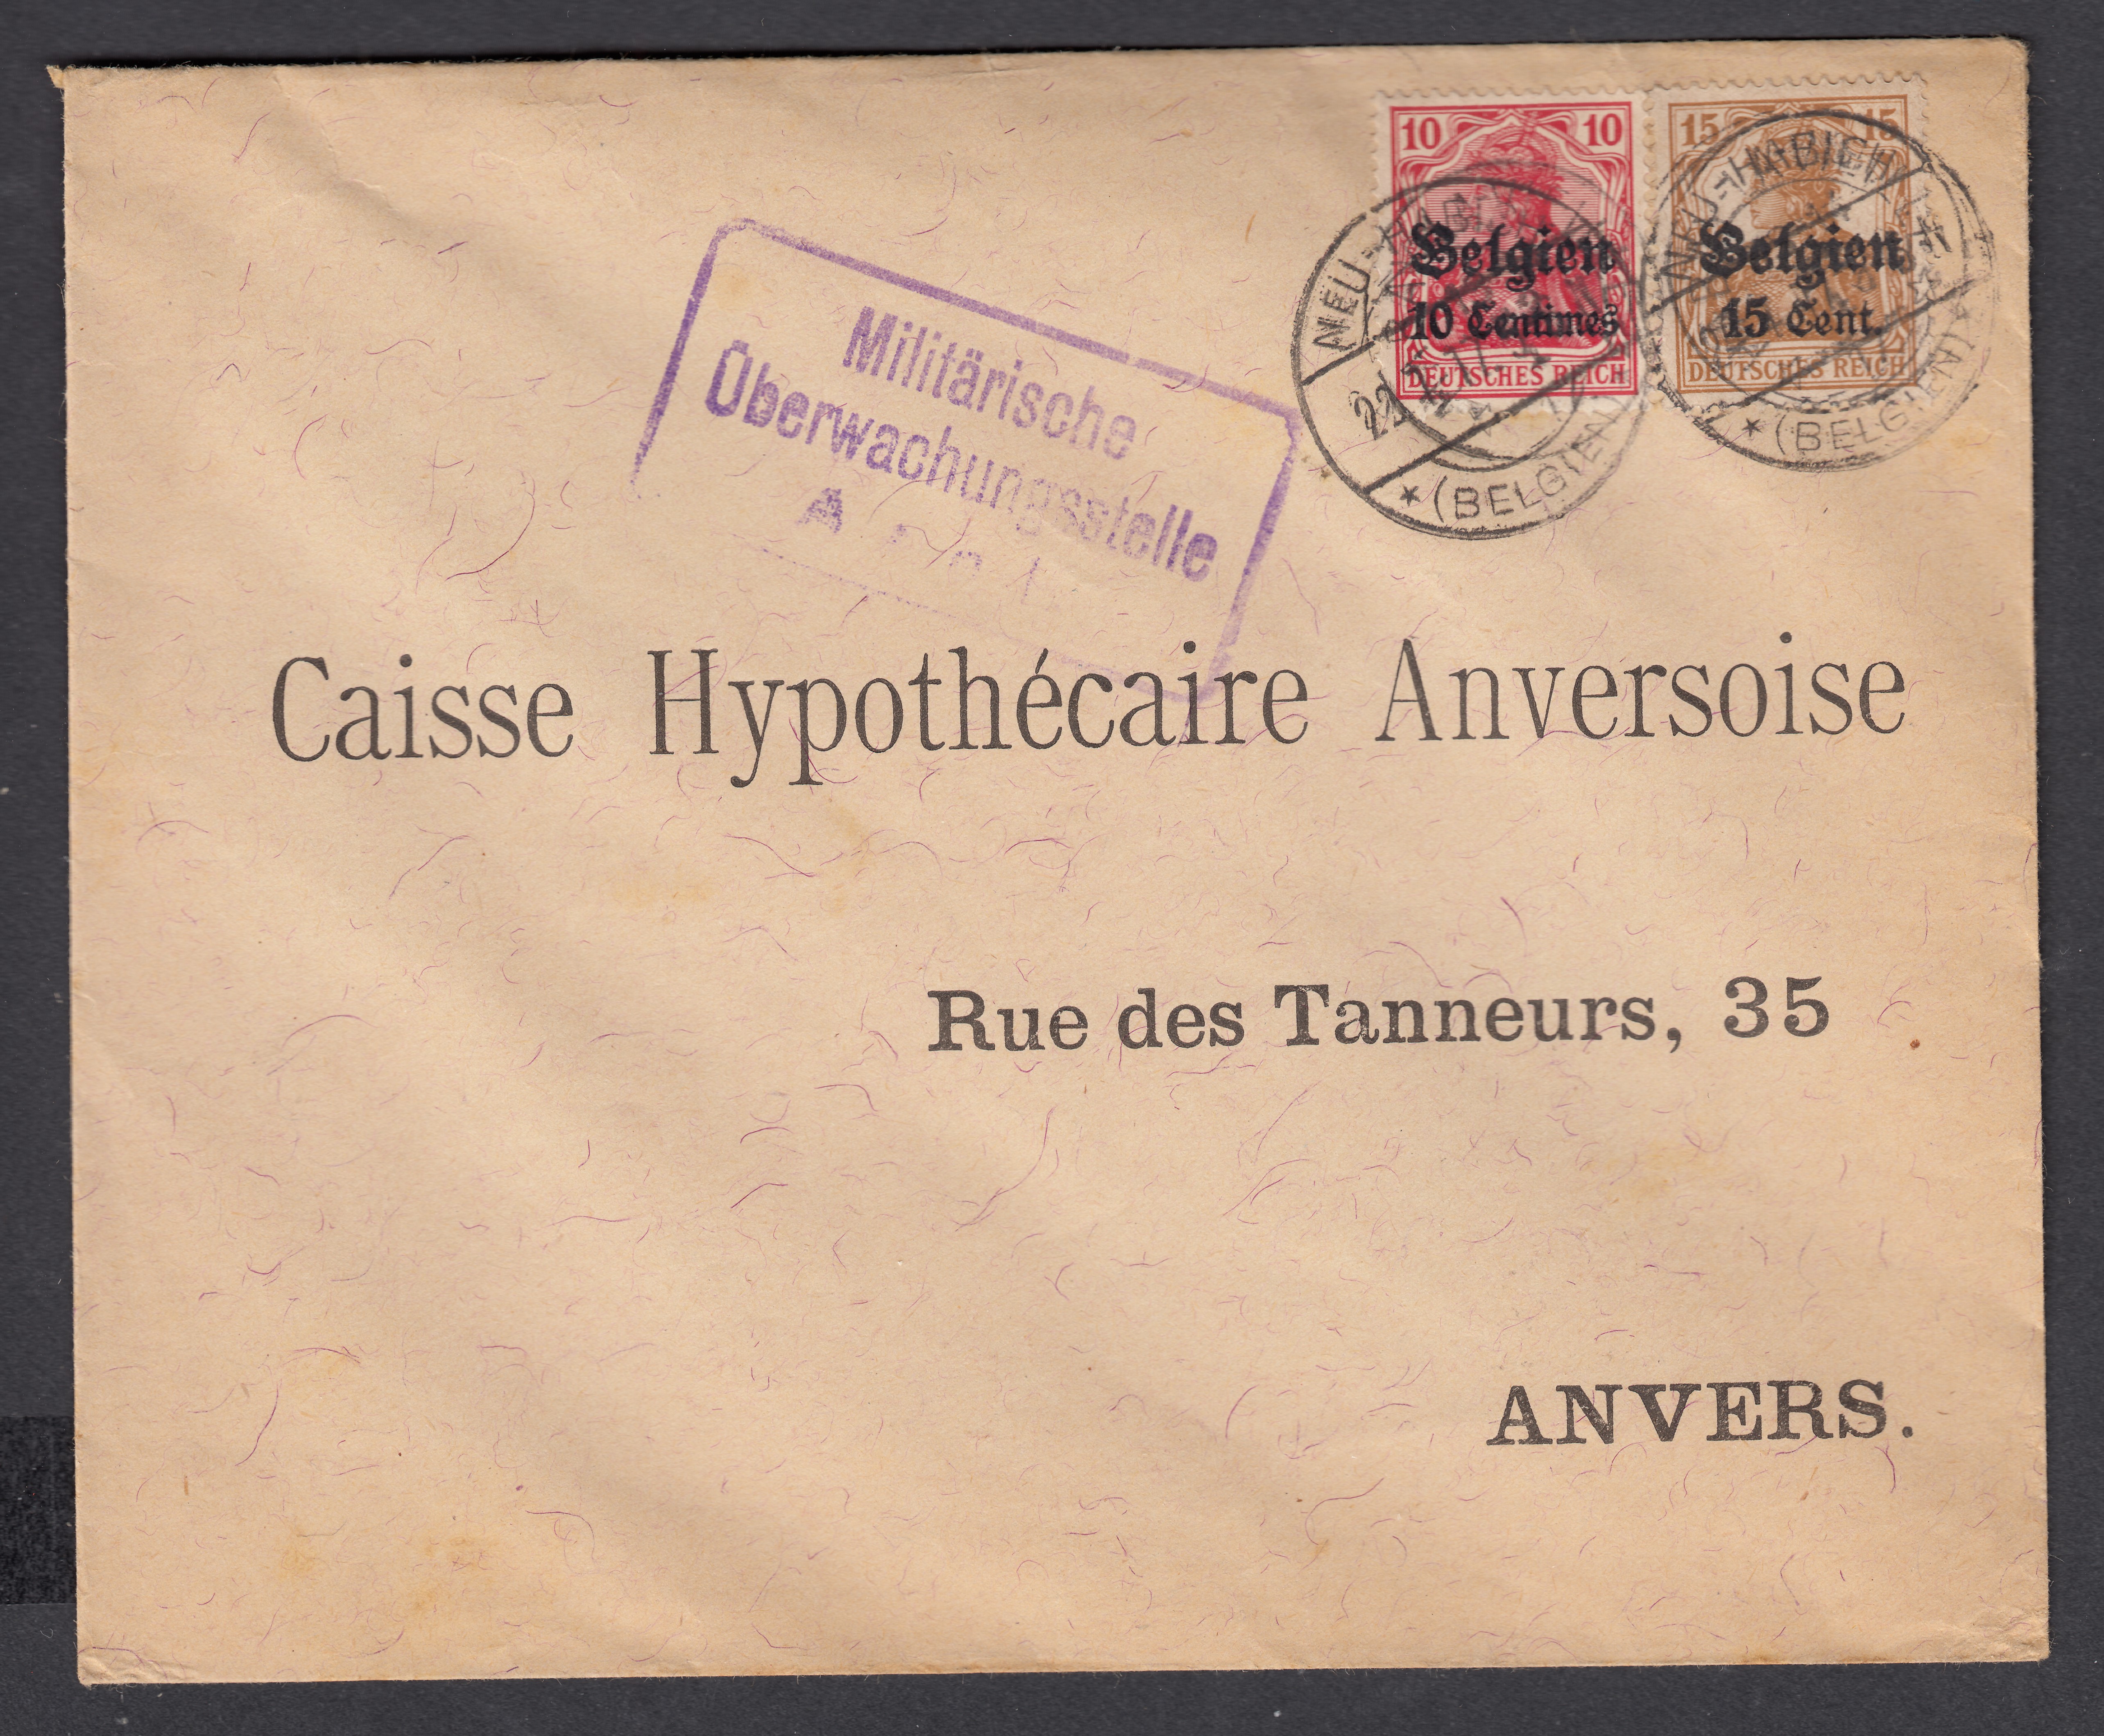 10 10
Belgien
10 Centimes
DEUTSCHES REICH
15 15
Belgien
15 Cent.
DEUTSCHES REICH
(BELGIEN)
(BELGIEN)
Militärische
Überwachungsstelle
Caisse Hypothécaire Anversoise
Rue des Tanneurs, 35
ANVERS.